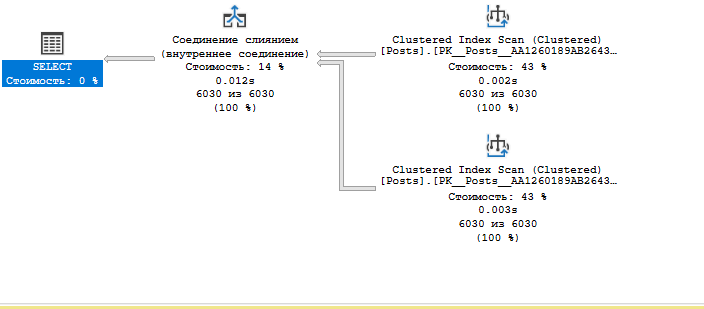 SELECT
Стоимость: 0 %
Соединение слиянием
(внутреннее соединение)
Стоимость: 14 %
0.012s
6030 из 6030
(100 %)
Clustered Index Scan (Clustered)
[Posts].[PK__Posts__AA1260189AB2643…
Стоимость: 43 %
0.002s
6030 из 6030
(100 %)
Clustered Index Scan (Clustered)
[Posts].[PK__Posts__AA1260189AB2643…
Стоимость: 43 %
0.003s
6030 из 6030
(100 %)